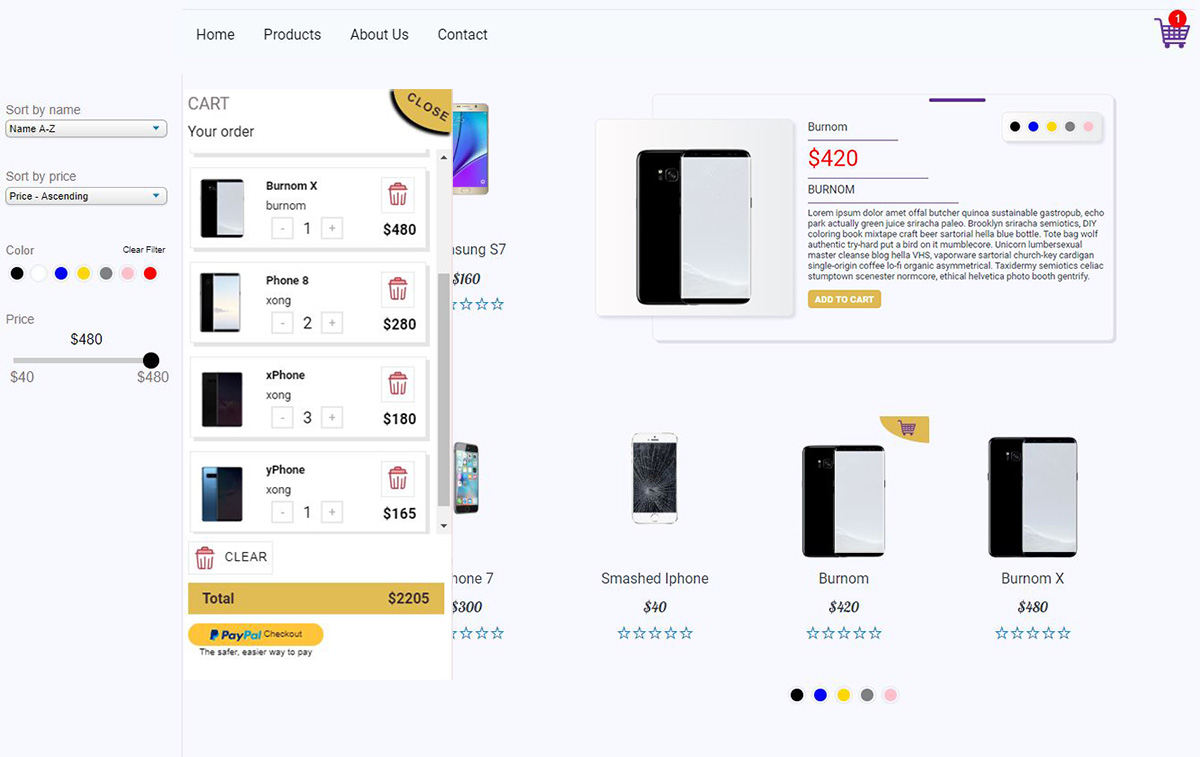 1
Home Products About Us Contact
Sort by name
Name A-Z
Sort by price
Price - Ascending
Color Clear Filter
Price
$480
$40 $480
CART
CLOSE
Your order
Burnom X
burnom
- 1 + $480
Phone 8
xong
- 2 + $280
xPhone
xong
- 3 + $180
yPhone
xong
- 1 + $165
CLEAR
Total $2205
PayPal Checkout
The safer, easier way to pay
sung S7
$160
Burnom
$420
BURNOM
Lorem ipsum dolor amet offal butcher quinoa sustainable gastropub, echo
park actually green juice sriracha paleo. Brooklyn sriracha semiotics, DIY
coloring book mixtape craft beer sartorial hella blue bottle. Tote bag wolf
authentic try-hard put a bird on it mumblecore. Unicorn lumbersexual
master cleanse blog hella VHS, vaporware sartorial church-key cardigan
single-origin coffee lo-fi organic asymmetrical. Taxidermy semiotics celiac
stumptown scenester normcore, ethical helvetica photo booth gentrify.
ADD TO CART
hone 7
$300
Smashed Iphone
$40
Burnom
$420
Burnom X
$480